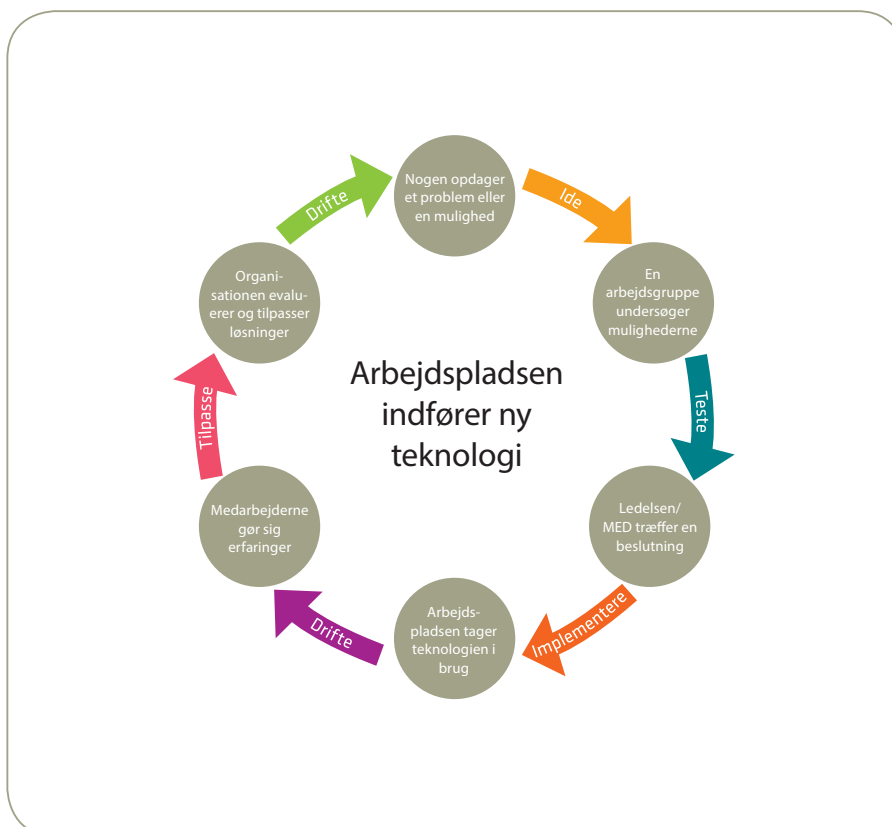 Nogen opdager
et problem eller
en mulighed
Ide
En
arbejdsgruppe
undersøger
mulighederne
Teste
Ledelsen/
MED træffer en
beslutning
Implementere
Arbejds-
pladsen tager
teknologien i
brug
Drifte
Medarbejderne
gør sig
erfaringer
Tilpasse
Organi-
sationen evalu-
erer og tilpasser
løsninger
Drifte
Arbejdspladsen
indfører ny
teknologi